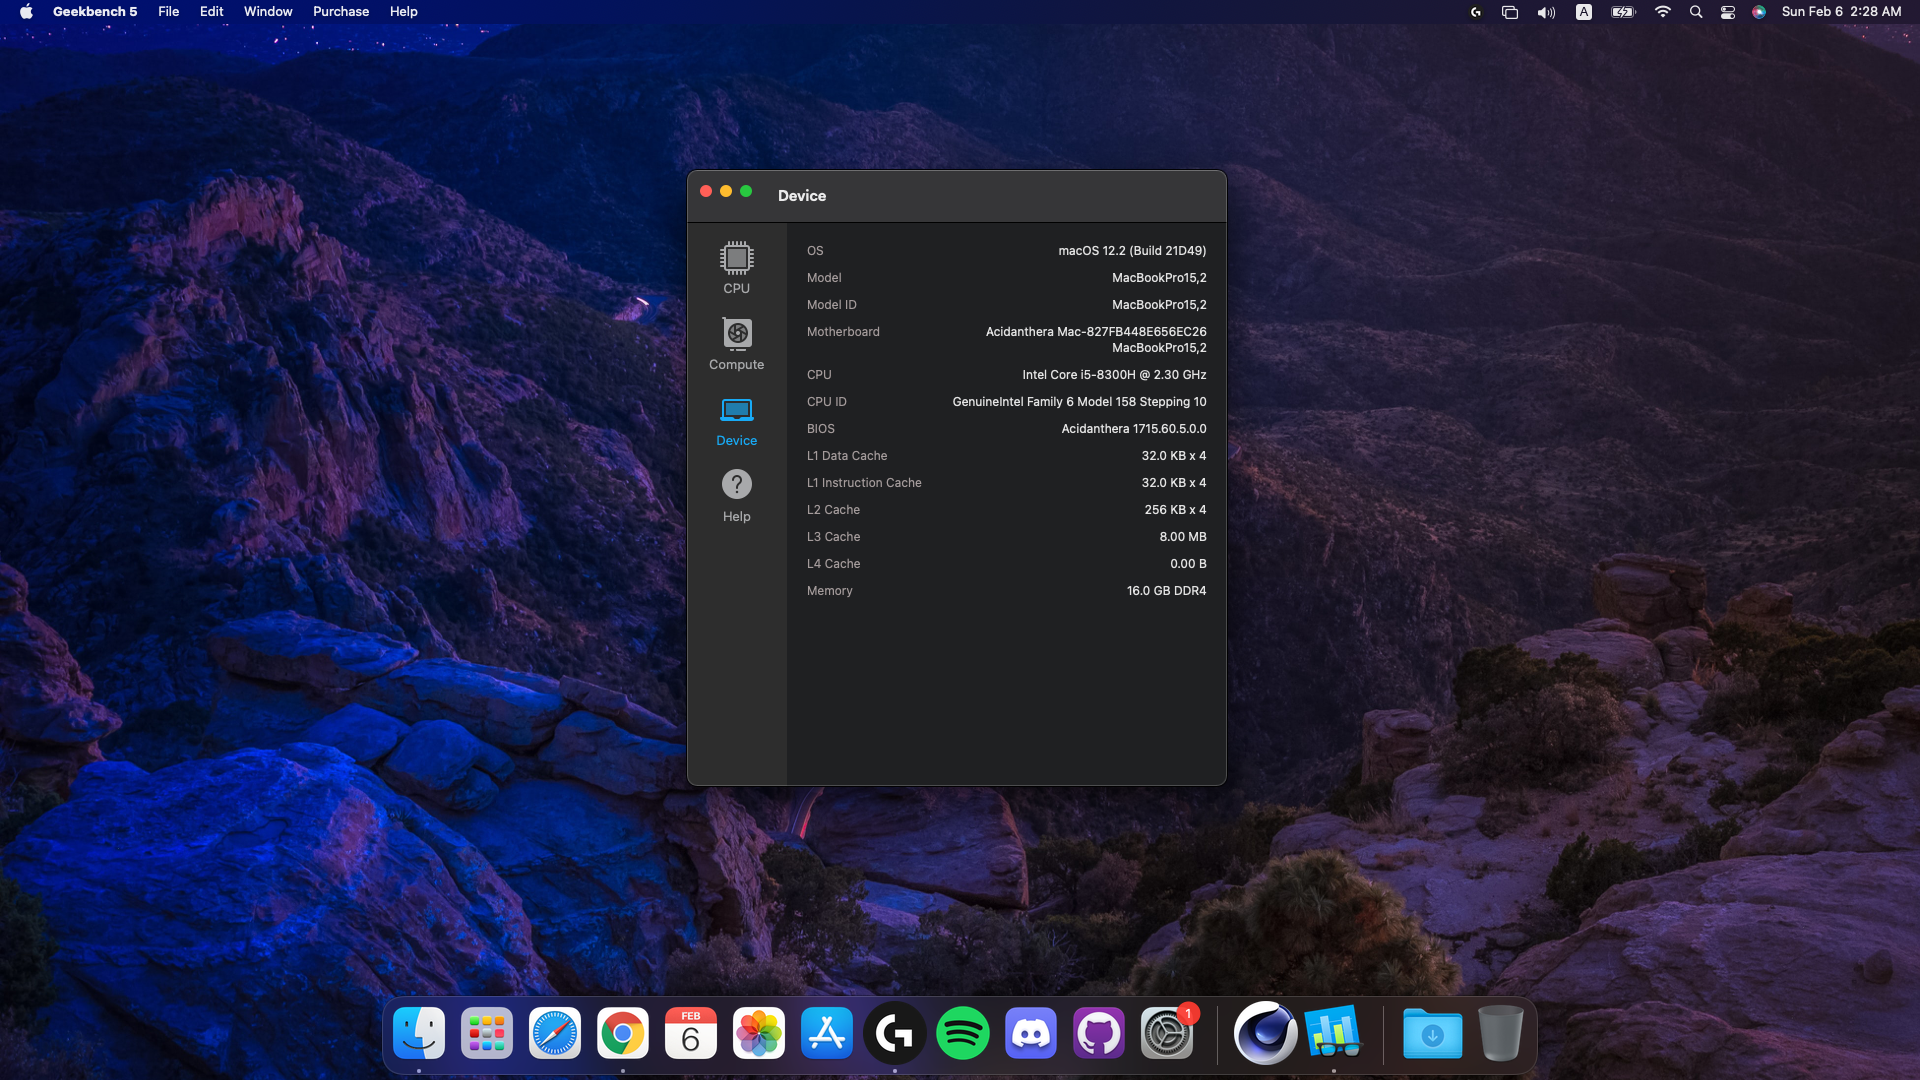 Geekbench 5 File Edit Window Purchase Help A Sun Feb 6 2:28 AM
Device
CPU
Compute
Device
? 
Help
OS macOS 12.2 (Build 21D49)
Model MacBookPro15,2
Model ID MacBookPro15,2
Motherboard Acidanthera Mac-827FB448E656EC26
MacBookPro15,2
CPU Intel Core i5-8300H @ 2.30 GHz
CPU ID GenuineIntel Family 6 Model 158 Stepping 10
BIOS Acidanthera 1715.60.5.0.0
L1 Data Cache 32.0 KB x 4
L1 Instruction Cache 32.0 KB x 4
L2 Cache 256 KB x 4
L3 Cache 8.00 MB
L4 Cache 0.00 B
Memory 16.0 GB DDR4
FEB
6
1